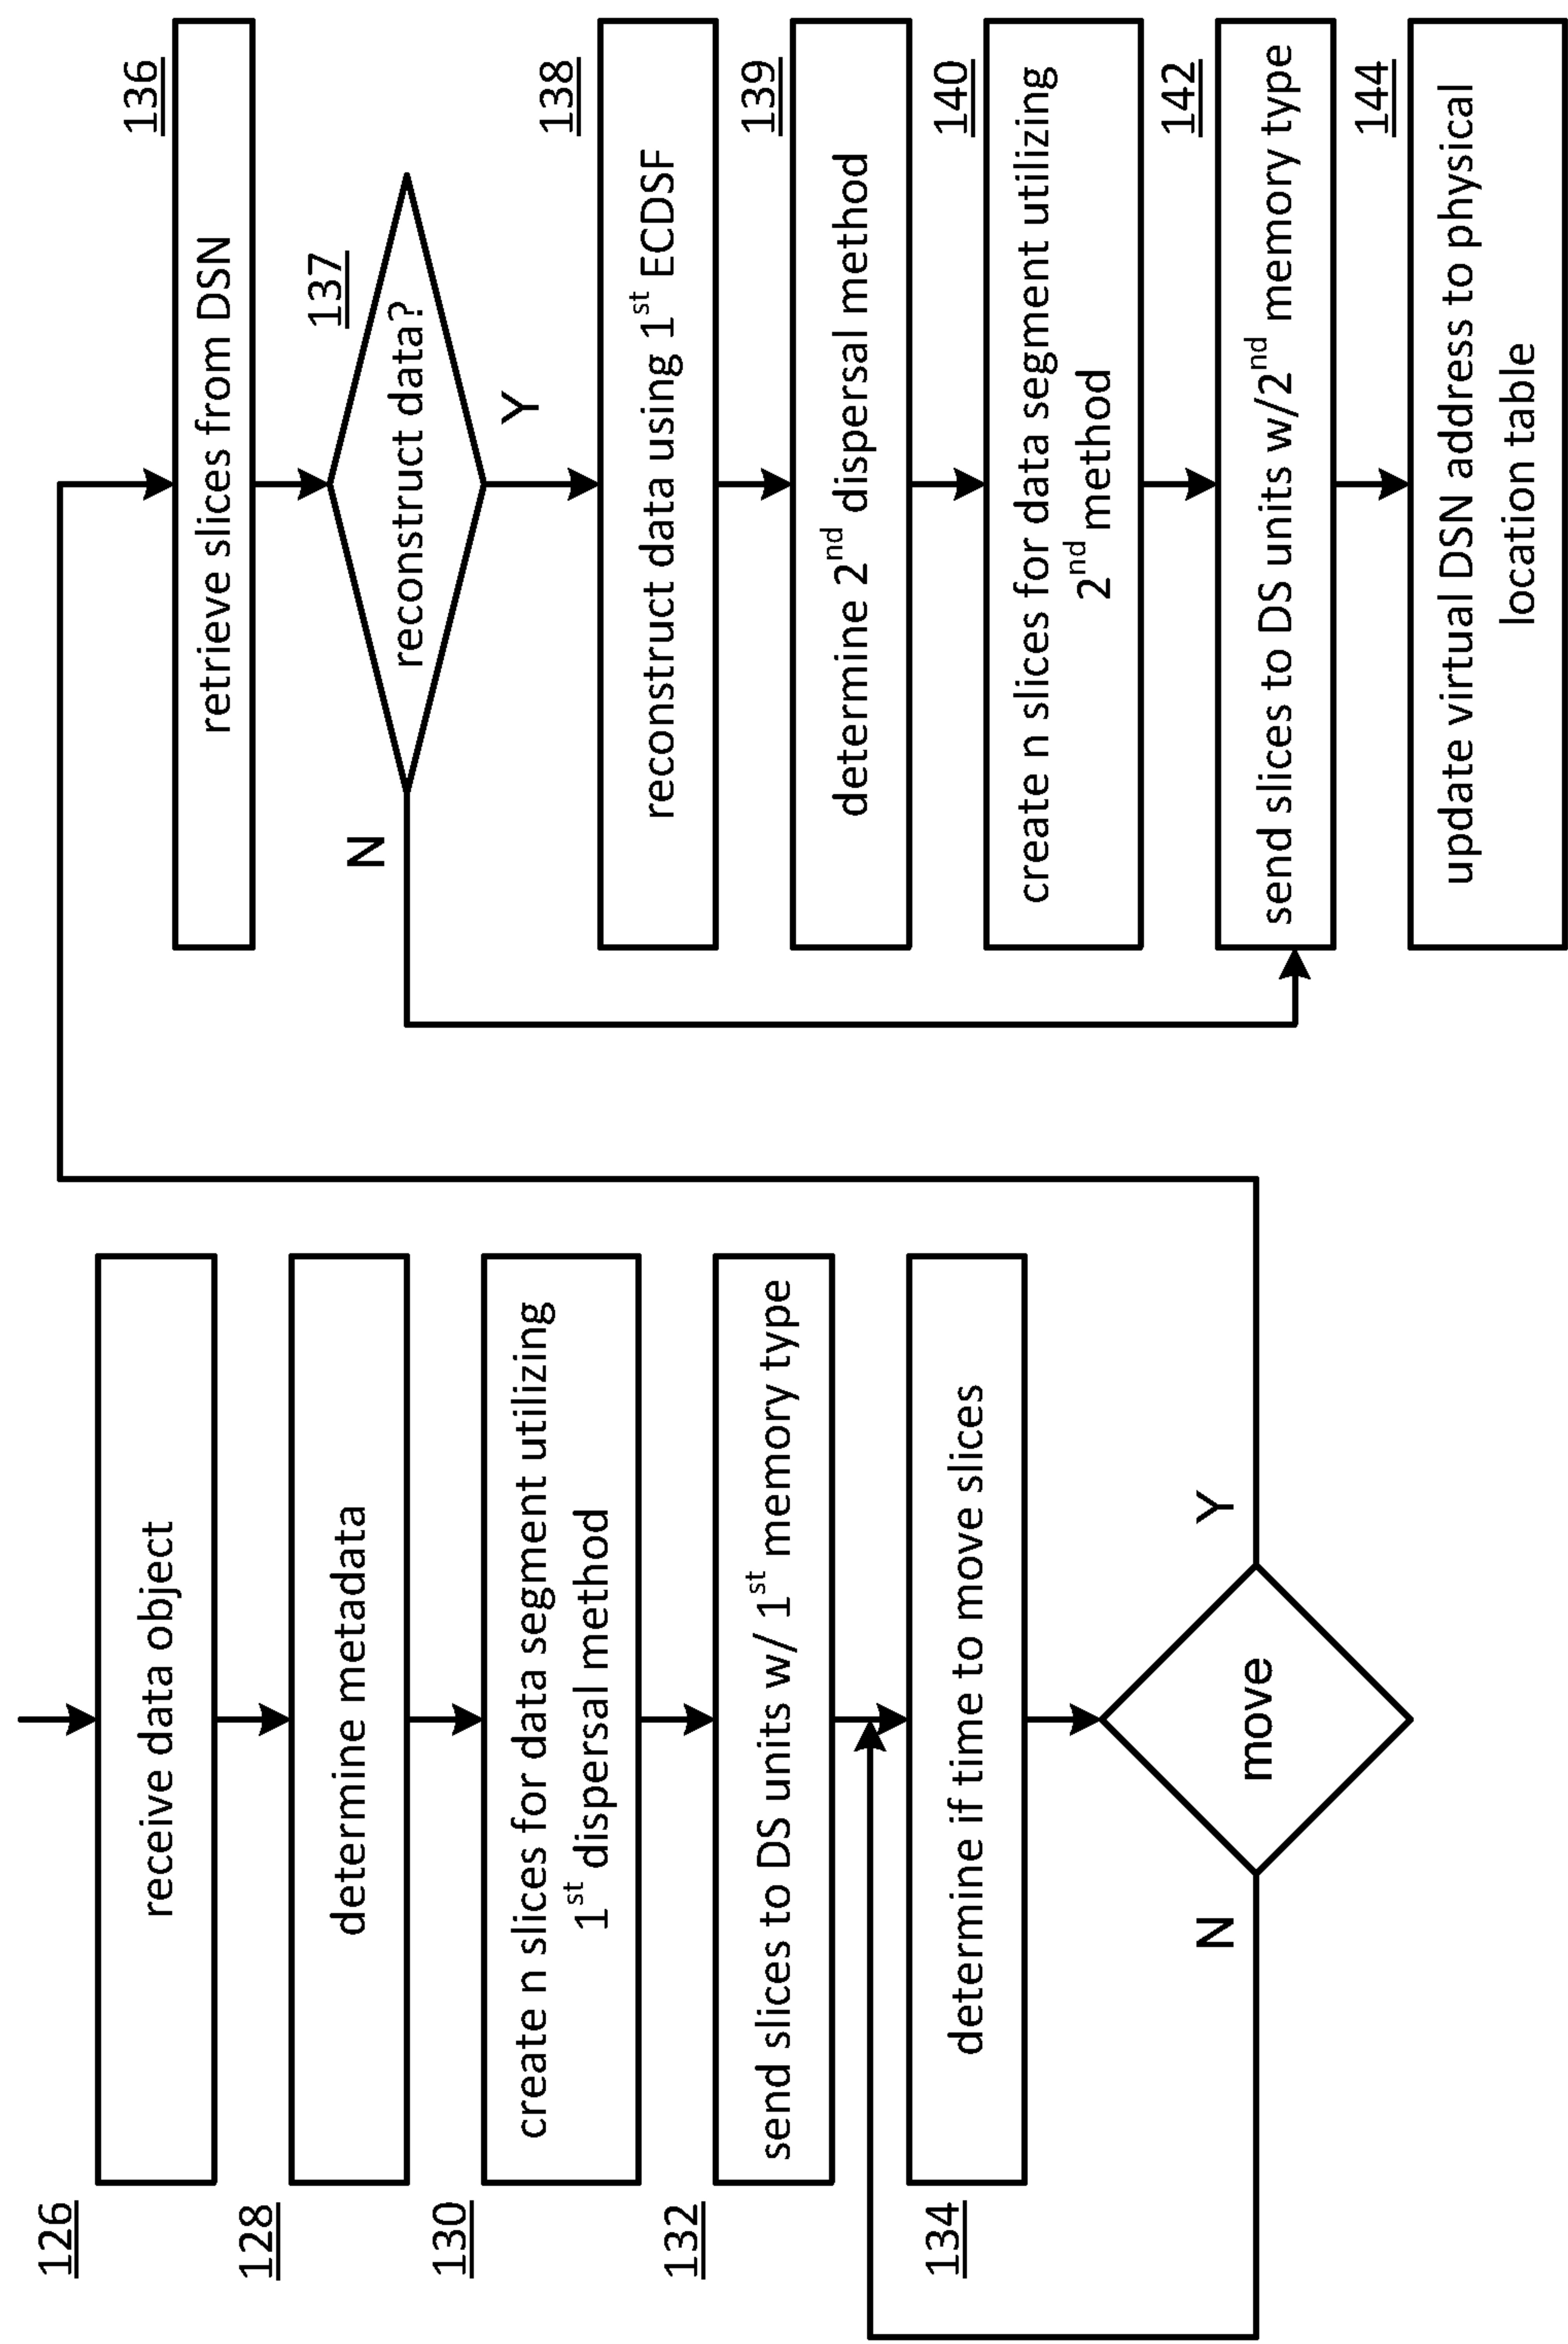 126
receive data object
128
determine metadata
130
create n slices for data segment utilizing
1st dispersal method
132
send slices to DS units w/ 1st memory type
134
determine if time to move slices
move
N
Y
136
retrieve slices from DSN
137
reconstruct data?
N
Y
138
reconstruct data using 1st ECDSF
139
determine 2nd dispersal method
140
create n slices for data segment utilizing
2nd method
142
send slices to DS units w/2nd memory type
144
update virtual DSN address to physical
location table